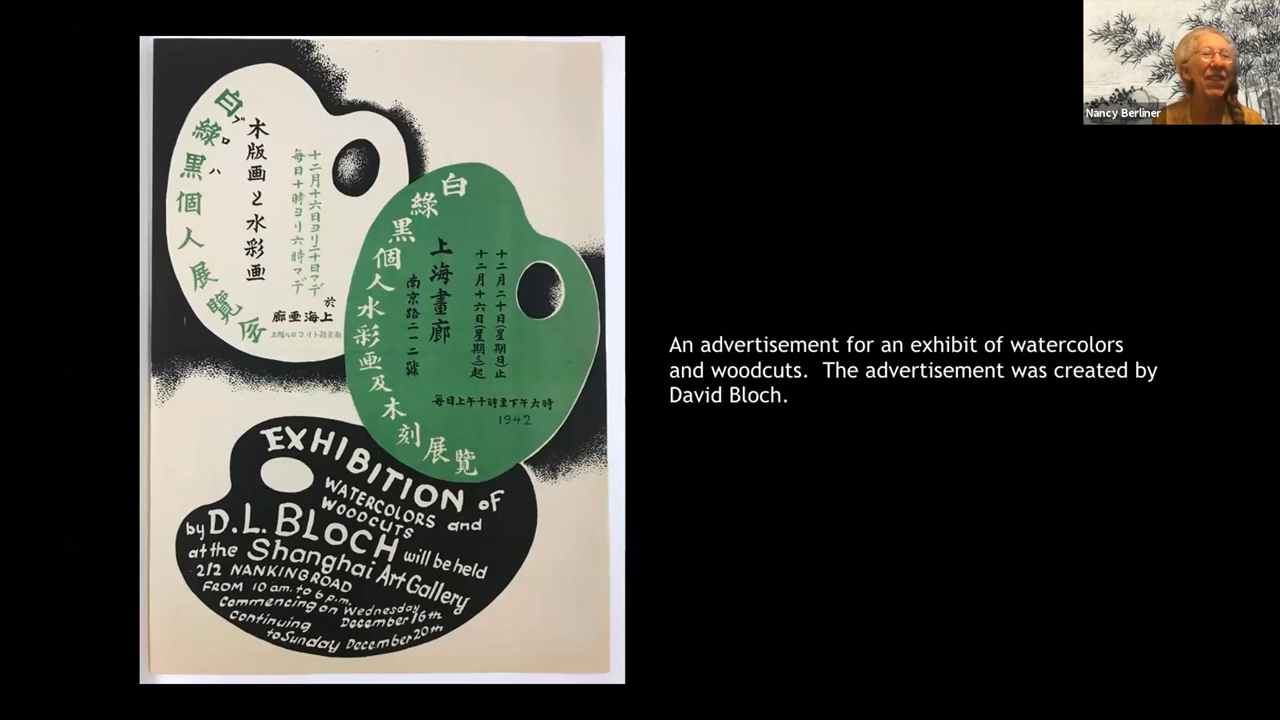 白綠黒個人展覧会
ブロハ
木版画と水彩画
十二月十六日ヨリ二十日マデ
毎日十時ヨリ六時マデ
於
上海画廊
白綠黑個人水彩画及木刻展覽
上海畫廊
南京路二一二號
十二月二十日(星期日)止
十二月十六日(星期三)起
每日上午十時至下午六時
1942
EXHIBITION OF
WATERCOLORS and
WOODCUTS
by D.L. BLOCH will be held
at the Shanghai Art Gallery
212 NANKING ROAD
FROM 10 am. to 6 p.m.
Commencing on Wednesday
December 16th
Continuing
to Sunday December 20th
An advertisement for an exhibit of watercolors
and woodcuts.  The advertisement was created by
David Bloch.
Nancy Berliner